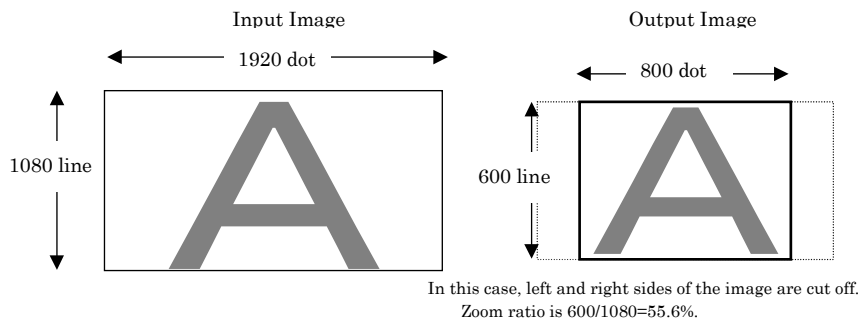 Input Image
Output Image
1920 dot
800 dot
1080 line
600 line
A
A
In this case, left and right sides of the image are cut off.
Zoom ratio is 600/1080=55.6%.